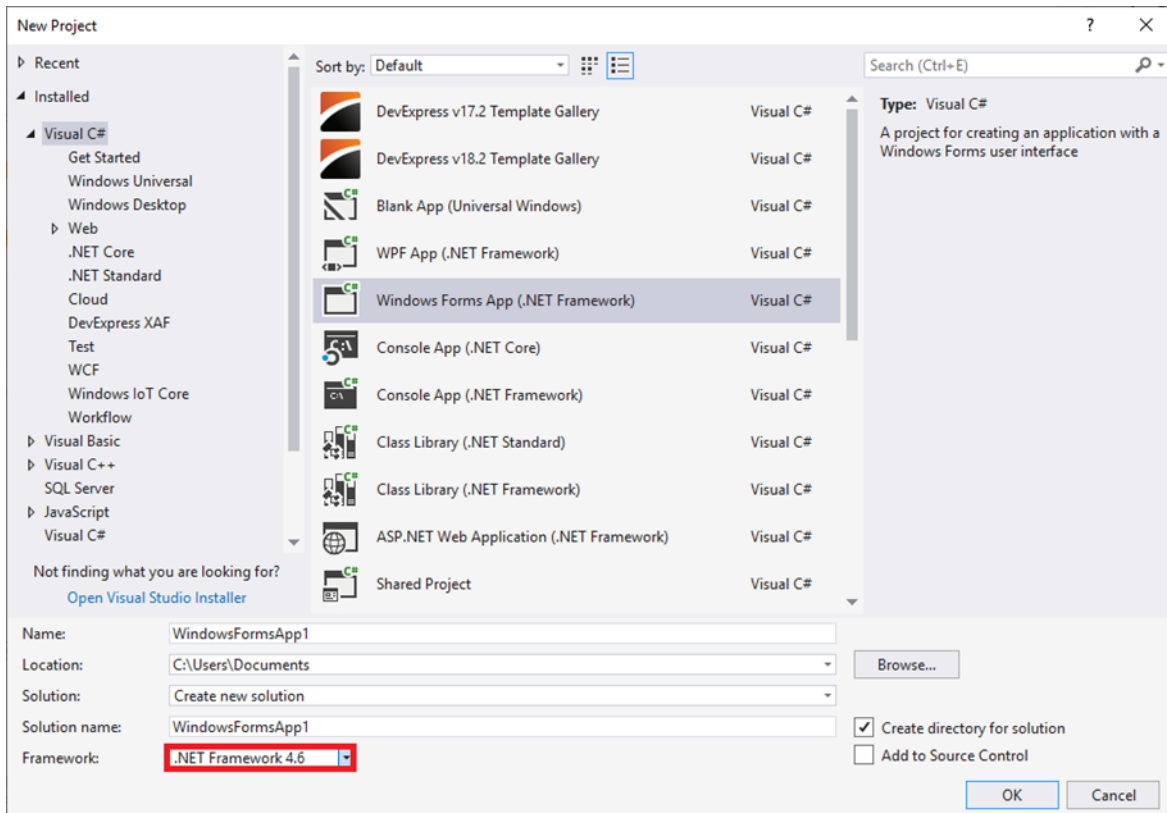 New Project
?
Recent
Installed
Visual C#
Get Started
Windows Universal
Windows Desktop
Web
.NET Core
.NET Standard
Cloud
DevExpress XAF
Test
WCF
Windows IoT Core
Workflow
Visual Basic
Visual C++
SQL Server
JavaScript
Visual C#
Not finding what you are looking for?
Open Visual Studio Installer
Sort by: Default
DevExpress v17.2 Template Gallery Visual C#
DevExpress v18.2 Template Gallery Visual C#
C# Blank App (Universal Windows) Visual C#
C# WPF App (.NET Framework) Visual C#
C# Windows Forms App (.NET Framework) Visual C#
C:\ Console App (.NET Core) Visual C#
C# C:\ Console App (.NET Framework) Visual C#
C# Class Library (.NET Standard) Visual C#
C# Class Library (.NET Framework) Visual C#
ASP.NET Web Application (.NET Framework) Visual C#
C# Shared Project Visual C#
Search (Ctrl+E)
Type: Visual C#
A project for creating an application with a
Windows Forms user interface
Name: WindowsFormsApp1
Location: C:\Users\Documents Browse...
Solution: Create new solution
Solution name: WindowsFormsApp1 Create directory for solution
Framework: .NET Framework 4.6 Add to Source Control
OK Cancel